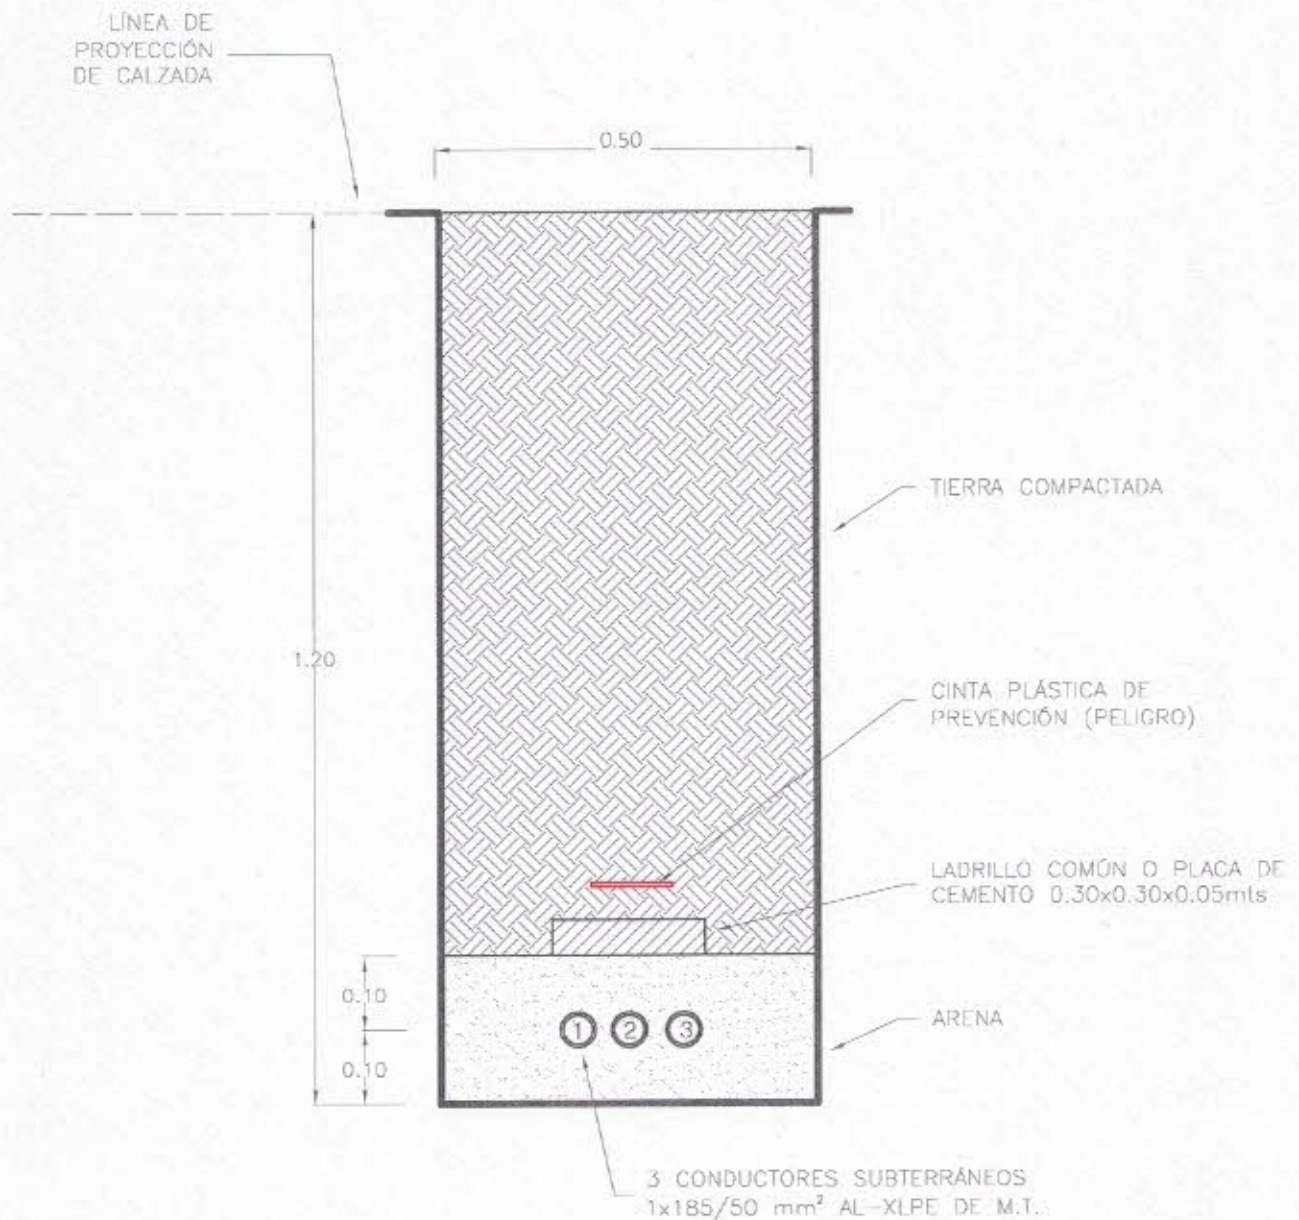 LÍNEA DE
PROYECCIÓN
DE CALZADA
0.50
1.20
TIERRA COMPACTADA
CINTA PLÁSTICA DE
PREVENCIÓN (PELIGRO)
LADRILLO COMÚN O PLACA DE
CEMENTO 0.30x0.30x0.05mts
0.10
0.10
1 2 3
ARENA
3 CONDUCTORES SUBTERRÁNEOS
1x185/50 mm² AL-XLPE DE M.T.